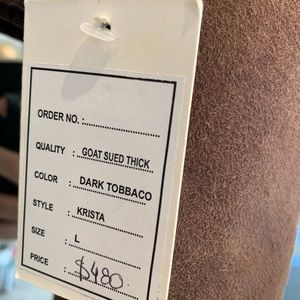 ORDER NO. :
QUALITY : GOAT SUED THICK
COLOR : DARK TOBBACO
STYLE : KRISTA
SIZE : L
PRICE : $480